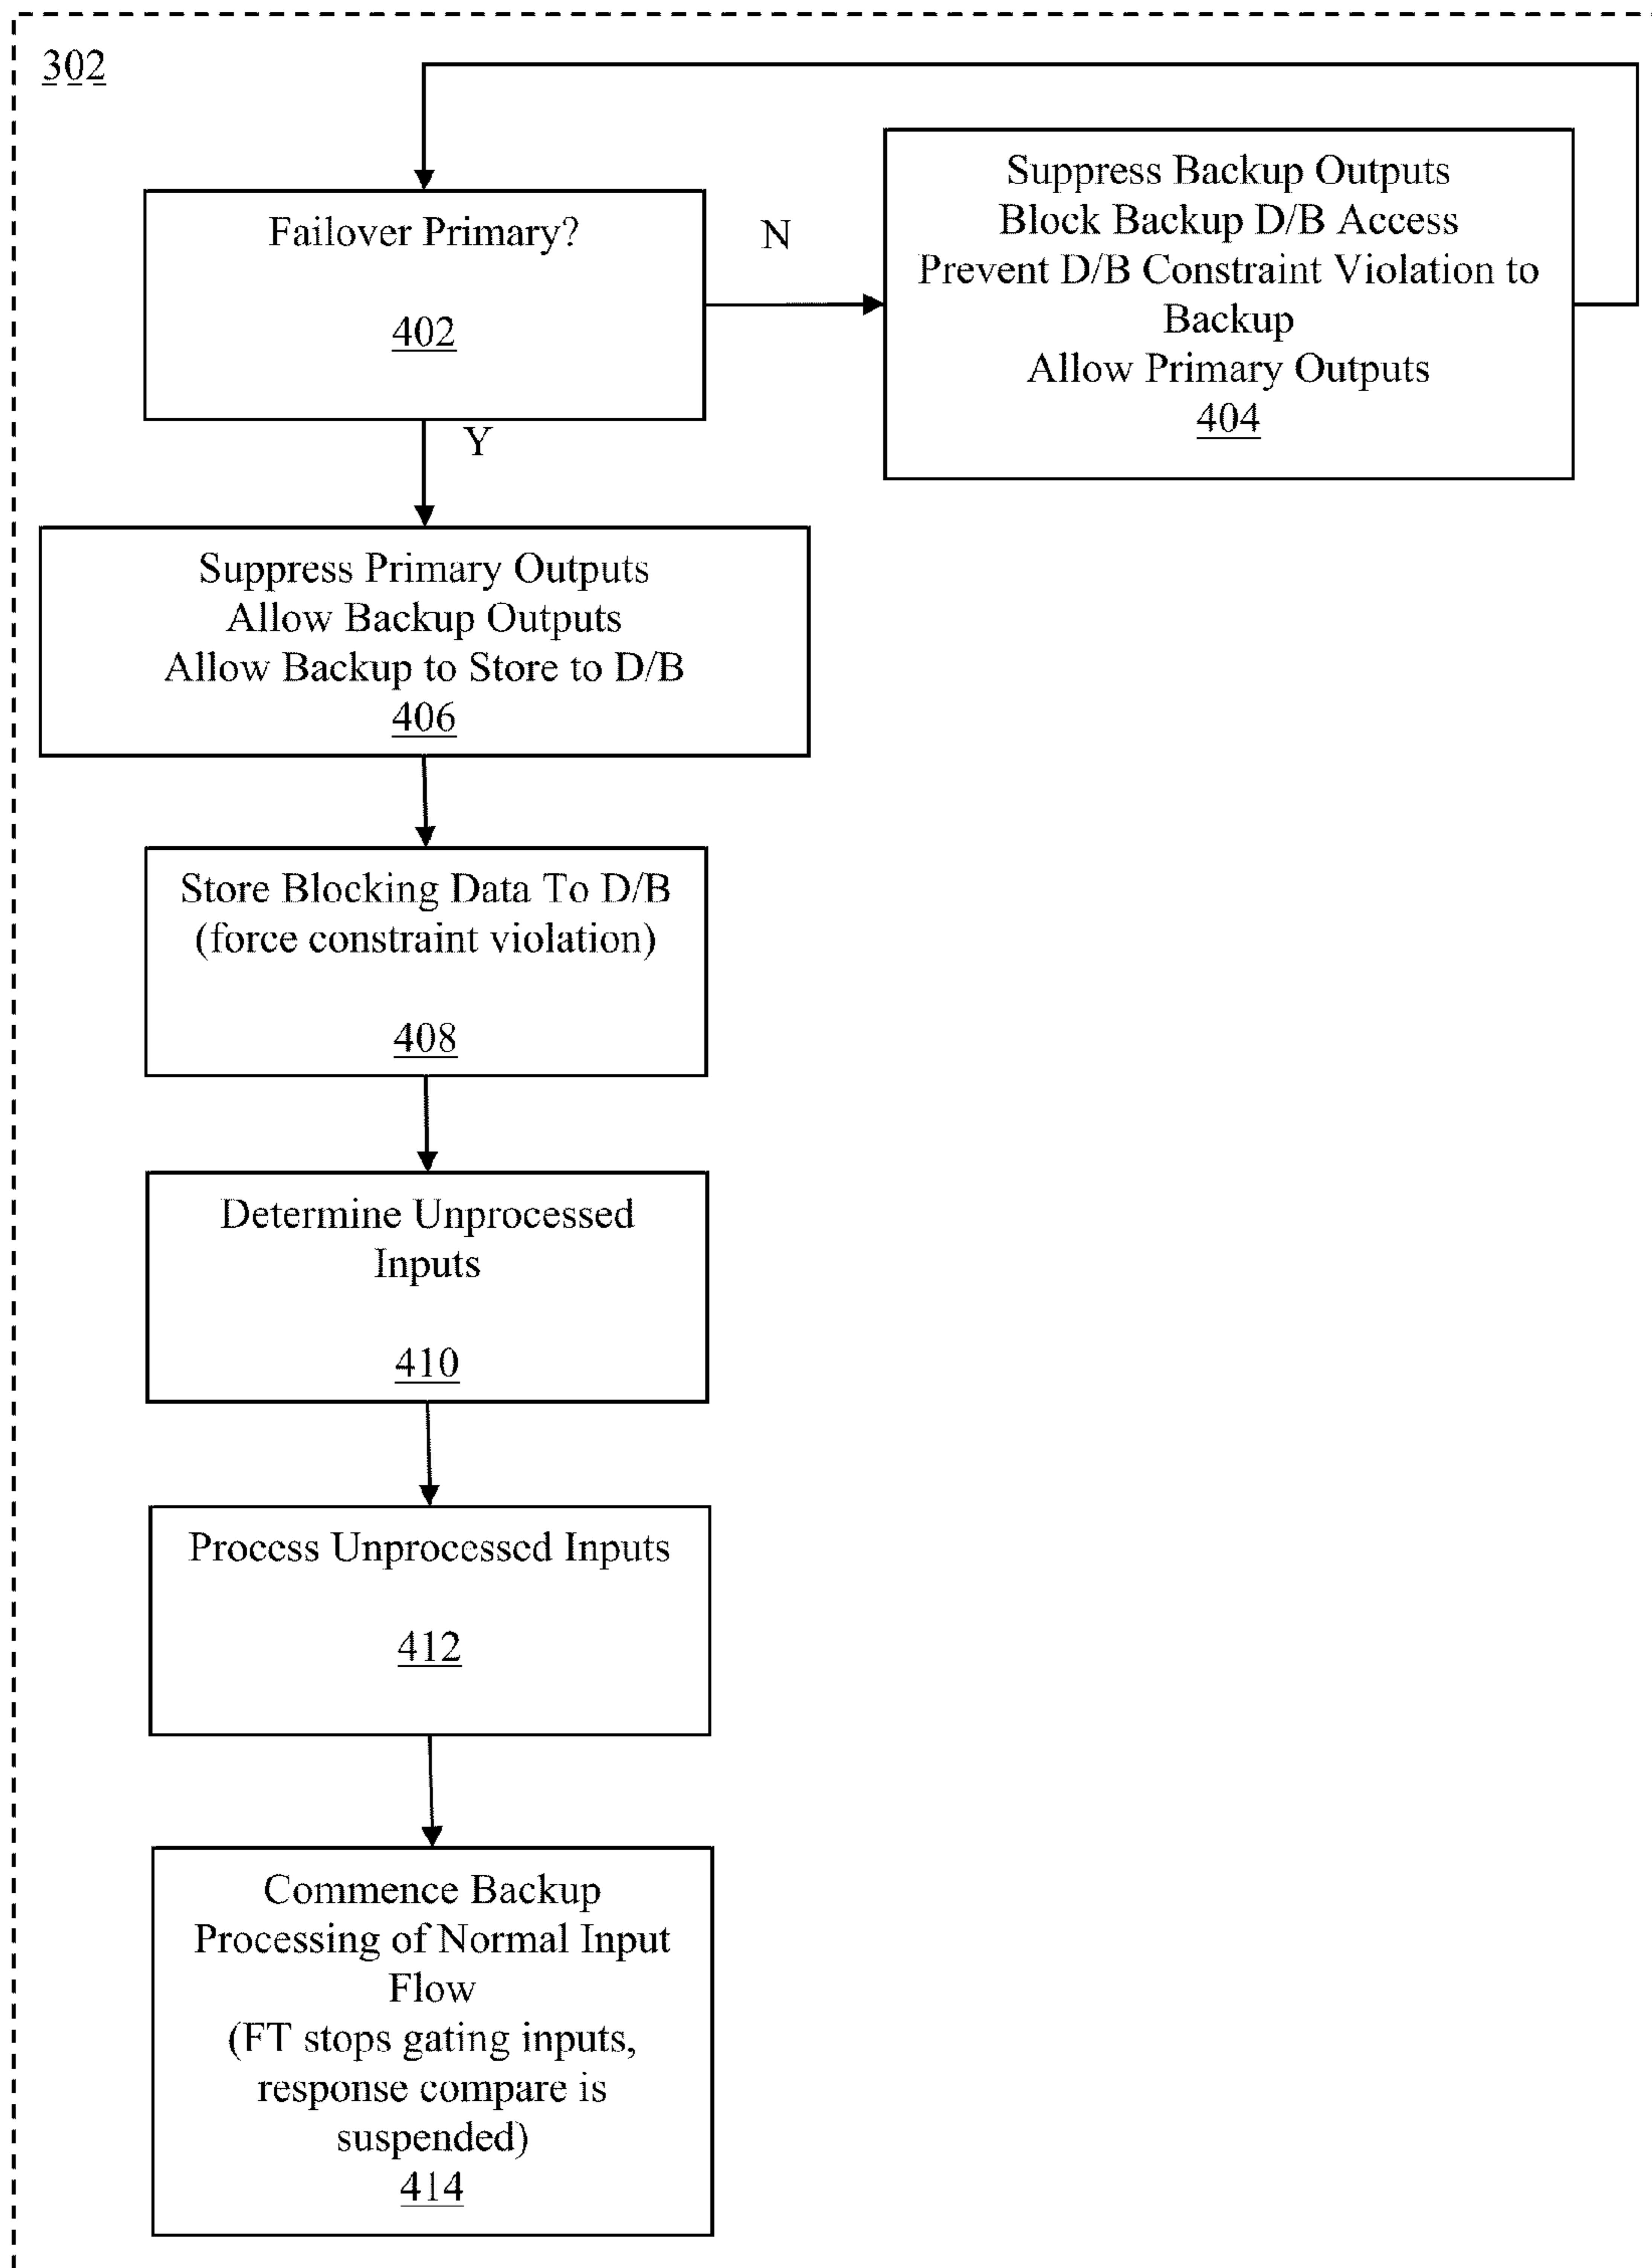 302
Failover Primary?
402
N
Suppress Backup Outputs
Block Backup D/B Access
Prevent D/B Constraint Violation to
Backup
Allow Primary Outputs
404
Y
Suppress Primary Outputs
Allow Backup Outputs
Allow Backup to Store to D/B
406
Store Blocking Data To D/B
(force constraint violation)
408
Determine Unprocessed
Inputs
410
Process Unprocessed Inputs
412
Commence Backup
Processing of Normal Input
Flow
(FT stops gating inputs,
response compare is
suspended)
414